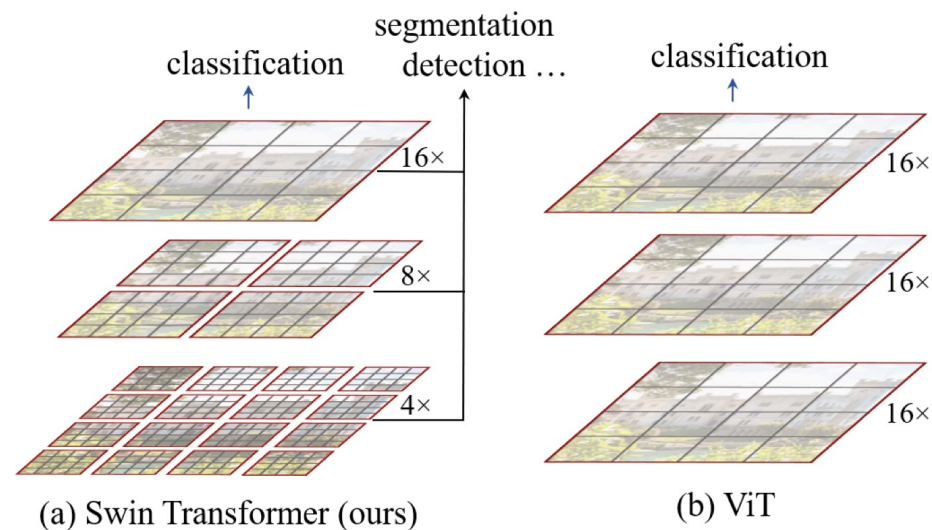 segmentation
detection ...
classification
16×
8×
4×
(a) Swin Transformer (ours)
classification
16×
16×
16×
(b) ViT